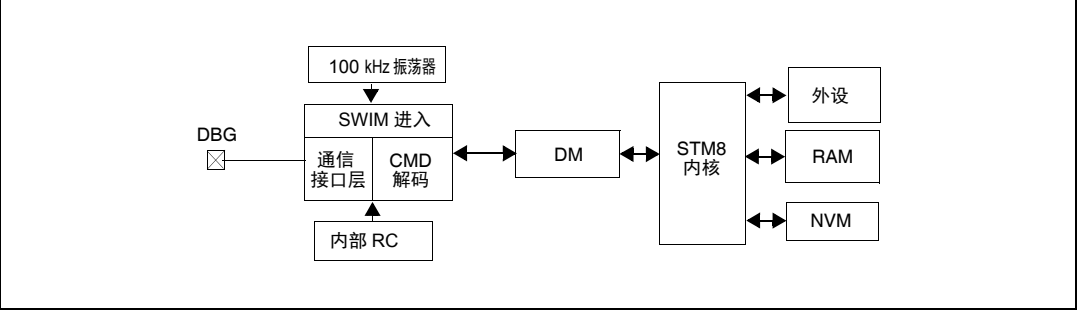 100 kHz 振荡器
SWIM 进入
DBG
通信
接口层
CMD
解码
内部 RC
DM
STM8
内核
外设
RAM
NVM